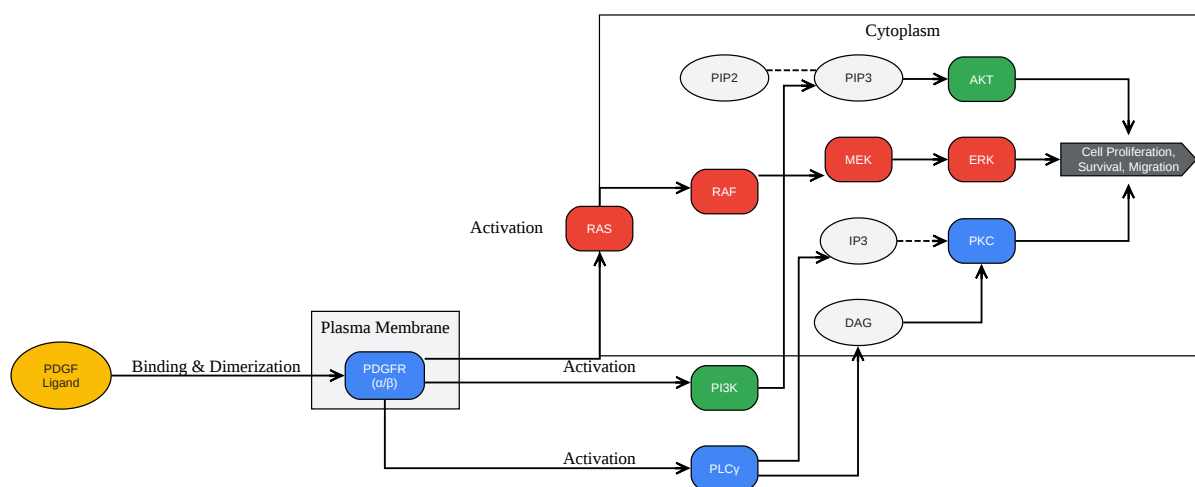 Cytoplasm
PIP2
PIP3
AKT
Cell Proliferation,
Survival, Migration
MEK
ERK
RAF
Activation
RAS
IP3
PKC
Plasma Membrane
DAG
PDGF
Ligand
Binding & Dimerization
PDGFR
(α/β)
Activation
PI3K
Activation
PLCγ